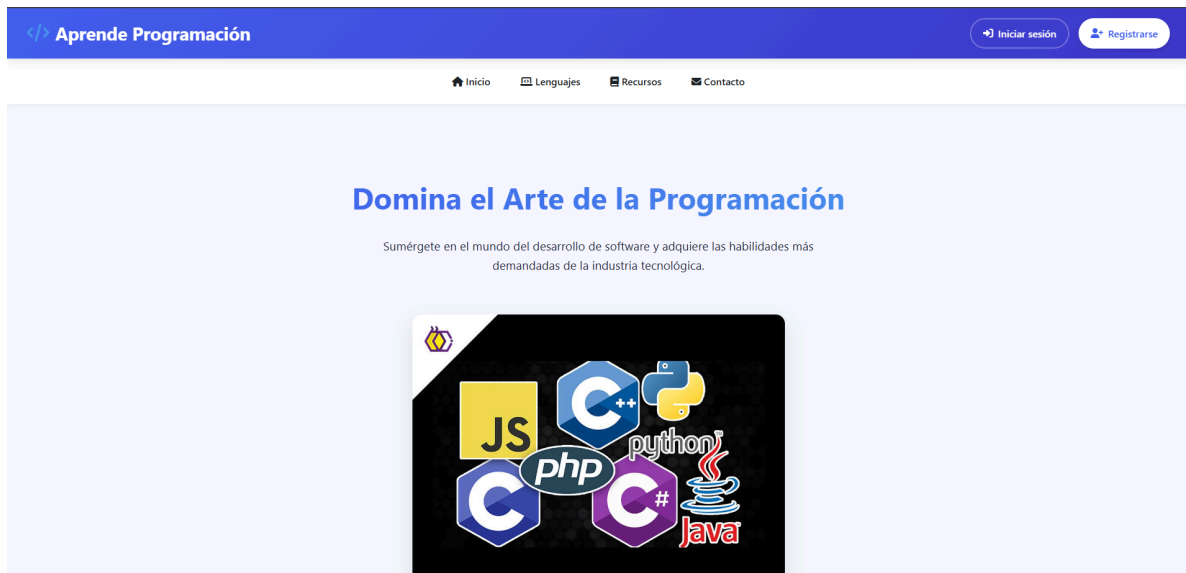 </> Aprende Programación
Iniciar sesión
Registrarse
Inicio
Lenguajes
Recursos
Contacto
Domina el Arte de la Programación
Sumérgete en el mundo del desarrollo de software y adquiere las habilidades más
demandadas de la industria tecnológica.
JS
C++
python™
php
C
C#
Java